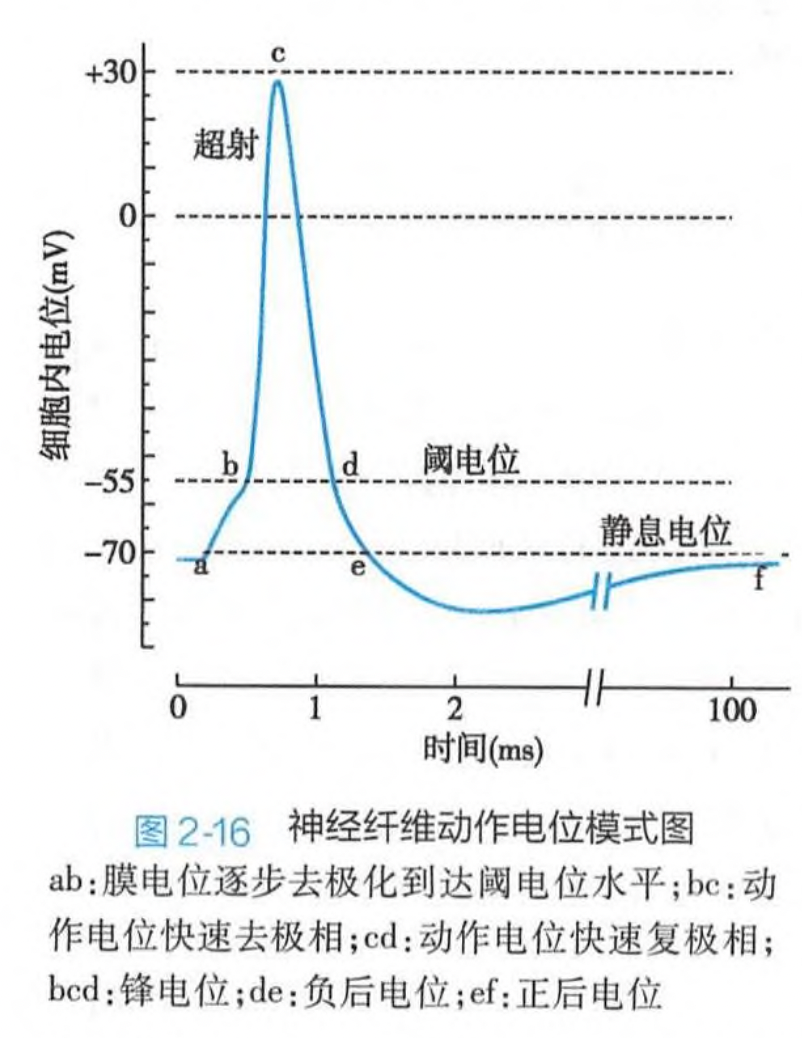 c
+30
超射
0
细胞内电位(mV)
b
d
阈电位
-55
静息电位
-70
a
e
f
0
1
2
100
时间(ms)
图 2-16 神经纤维动作电位模式图
ab:膜电位逐步去极化到达阈电位水平;bc:动
作电位快速去极相;cd:动作电位快速复极相;
bcd:锋电位;de:负后电位;ef:正后电位